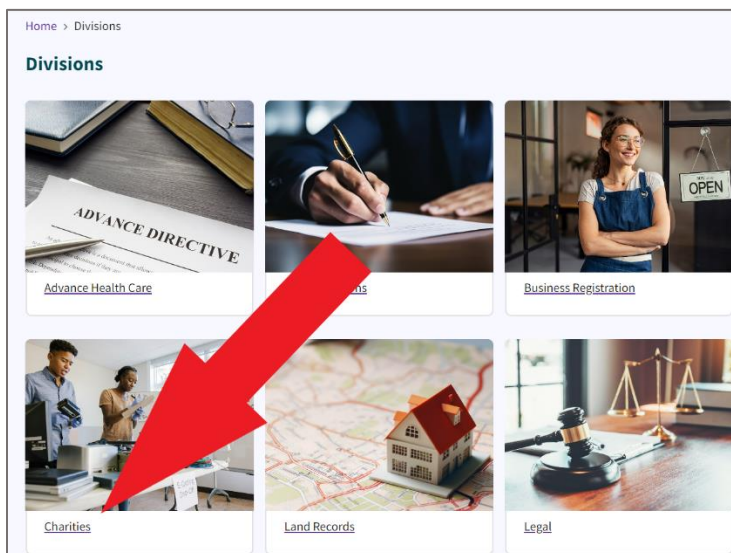 Home > Divisions
Divisions
ADVANCE DIRECTIVE
OPEN
Advance Health Care
Business Registration
Charities
Land Records
Legal